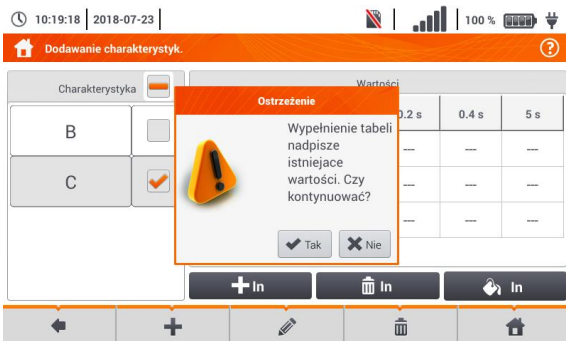 10:19:18 2018-07-23 100 %
Dodawanie charakterystyk. ?
Charakterystyka
Wartości
0.2 s 0.4 s 5 s
B --- --- ---
C --- --- ---
--- --- ---
Ostrzeżenie
Wypełnienie tabeli
nadpisze
istniejace
wartości. Czy
kontynuować?
Tak Nie
In In In